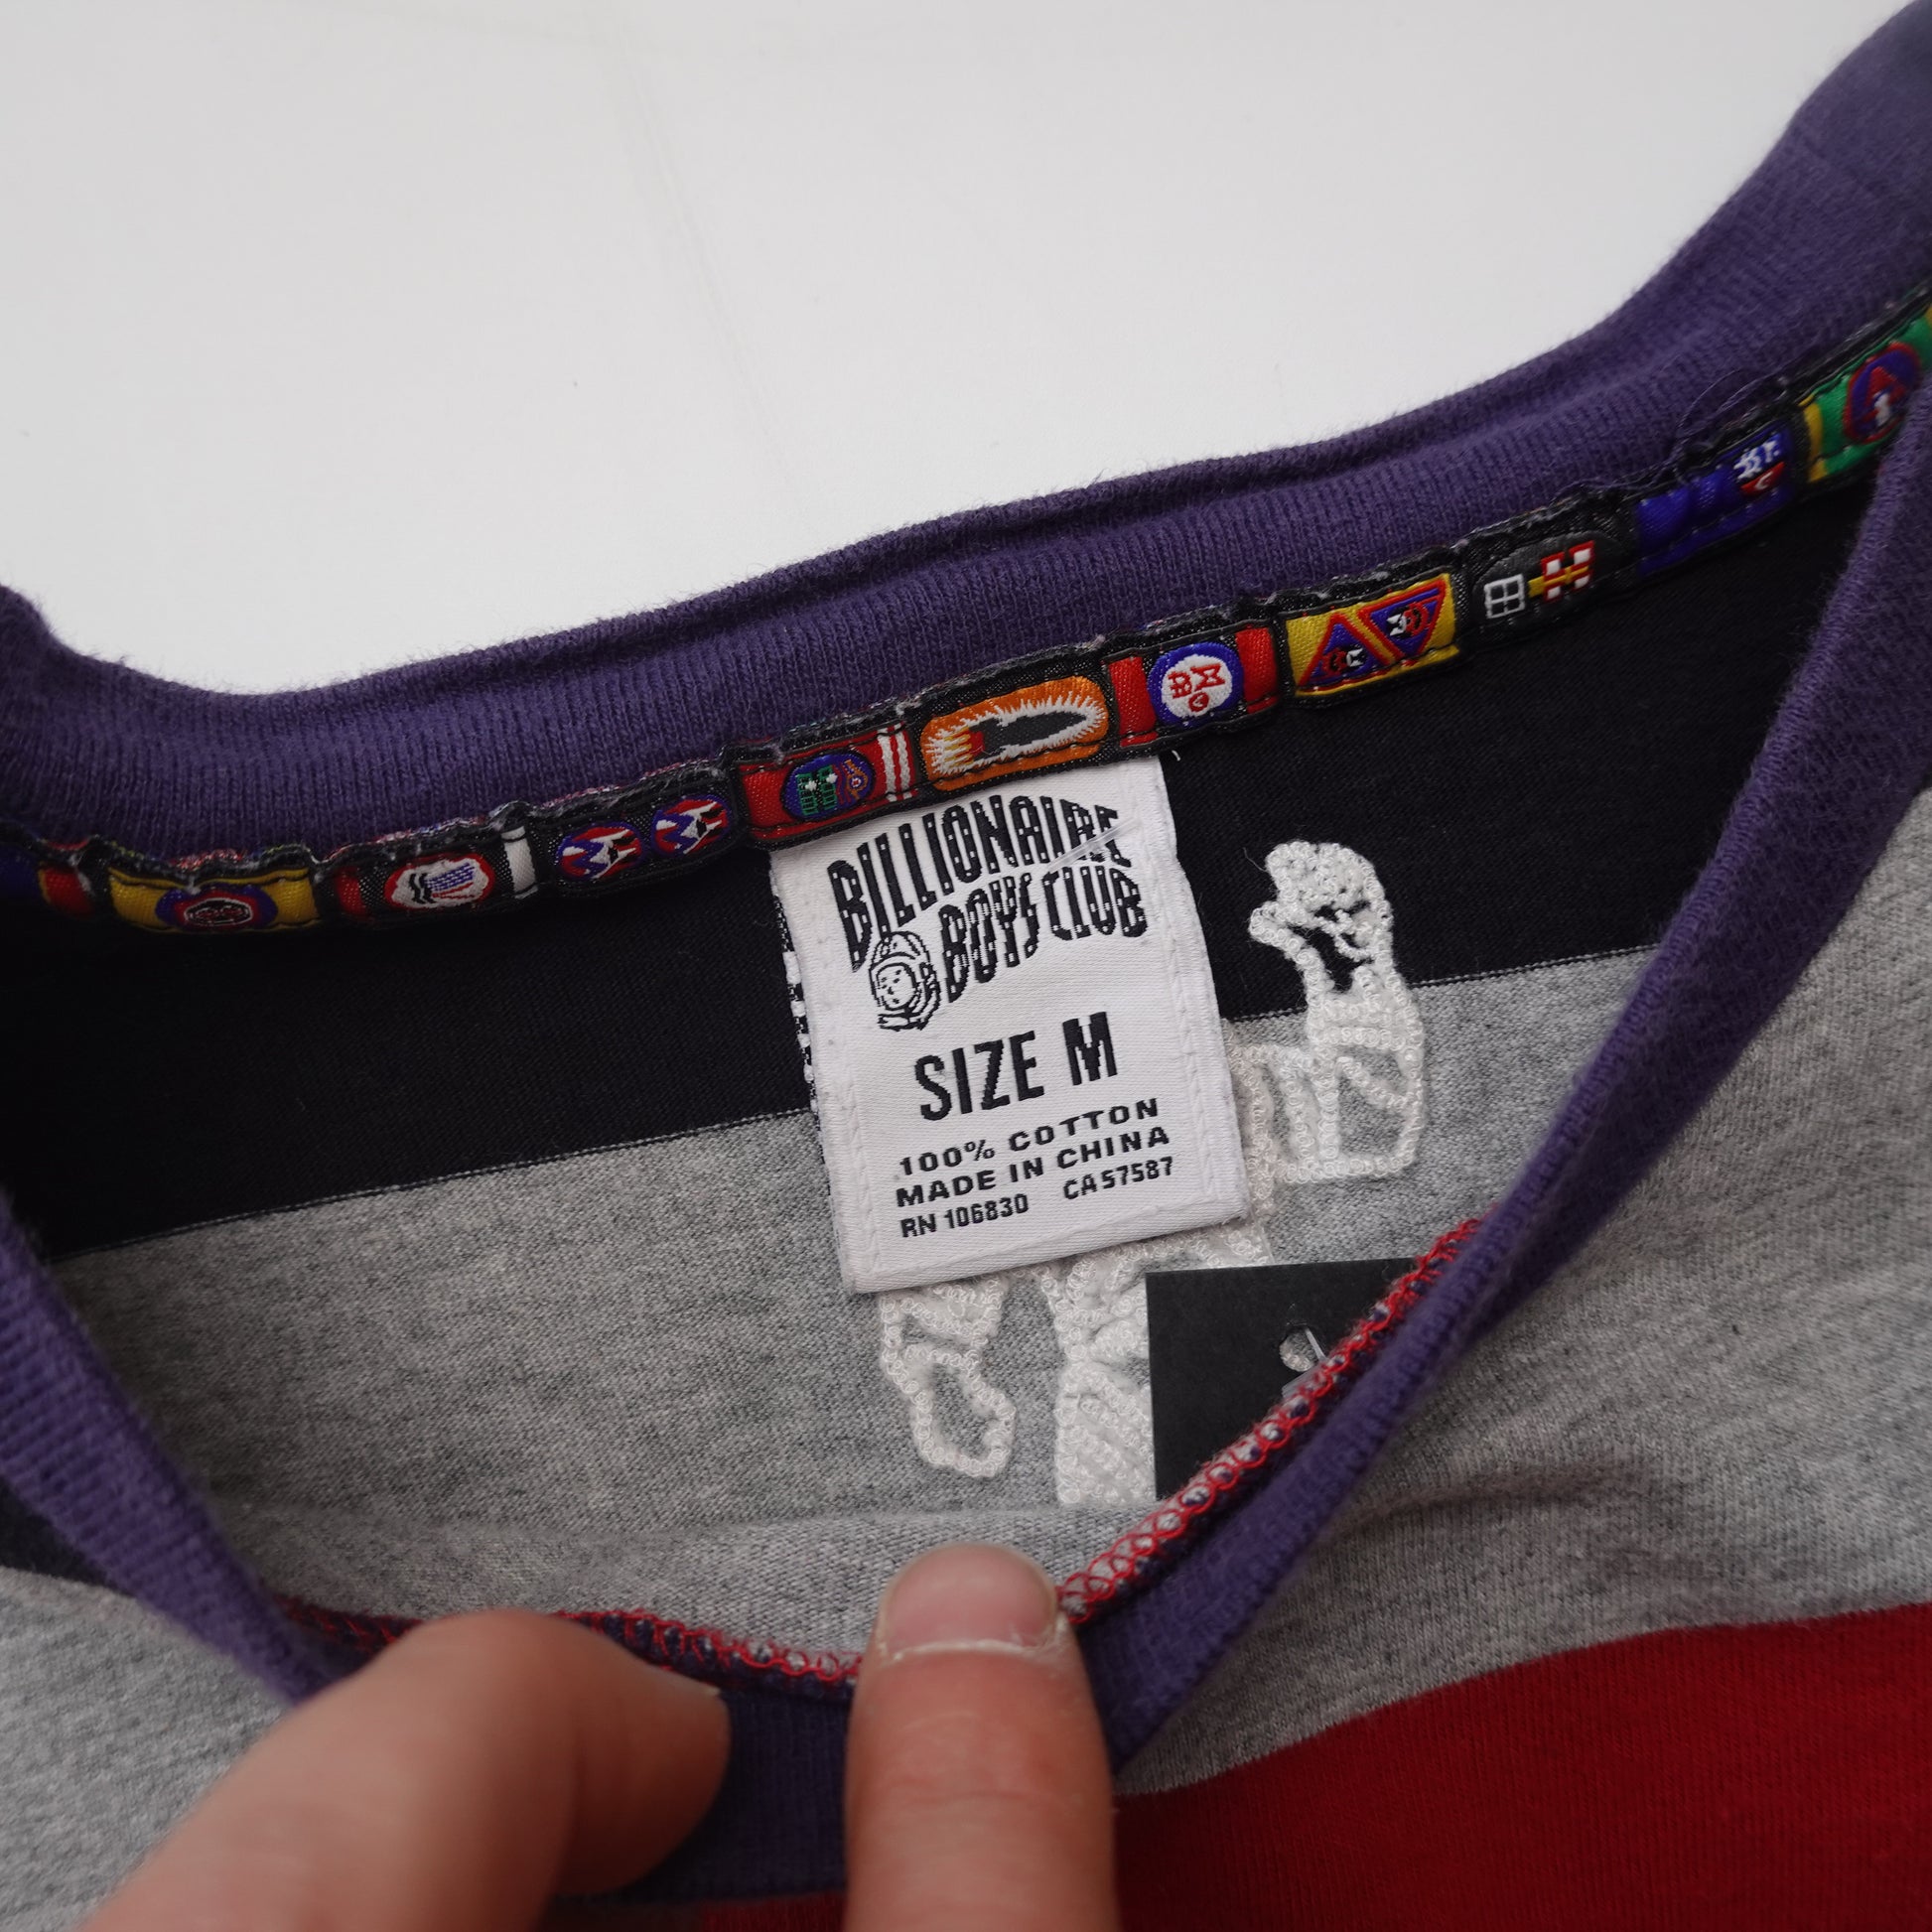 BILLIONAIRE
BOYS CLUB
SIZE M
100% COTTON
MADE IN CHINA
RN 106830 CA 57587